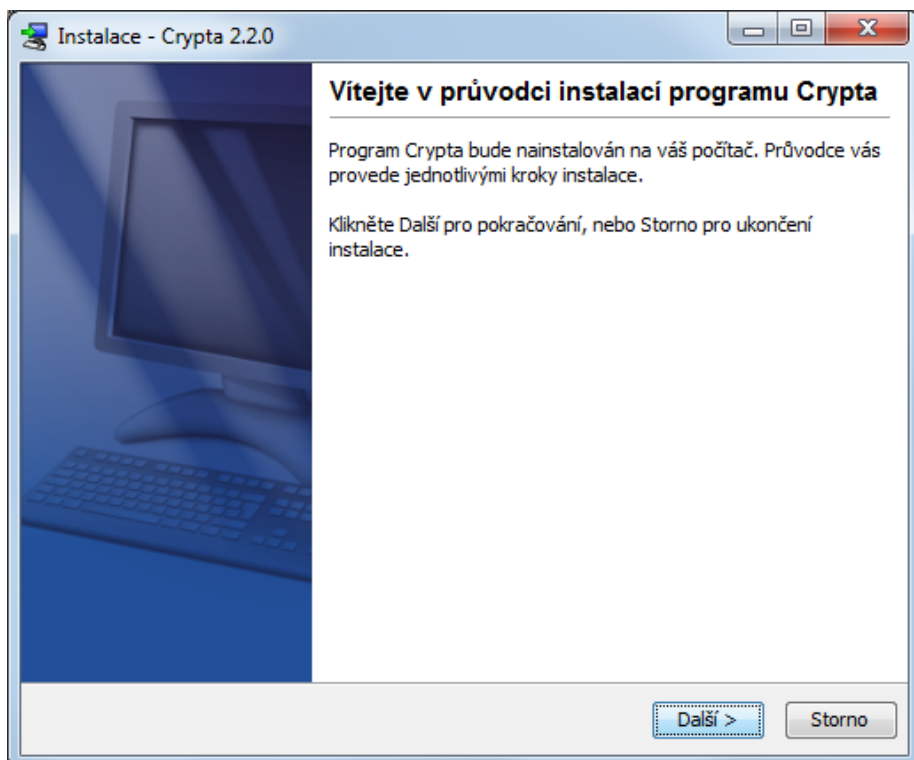 Instalace - Crypta 2.2.0
Vítejte v průvodci instalací programu Crypta
Program Crypta bude nainstalován na váš počítač. Průvodce vás
provede jednotlivými kroky instalace.
Klikněte Další pro pokračování, nebo Storno pro ukončení
instalace.
Další >
Storno